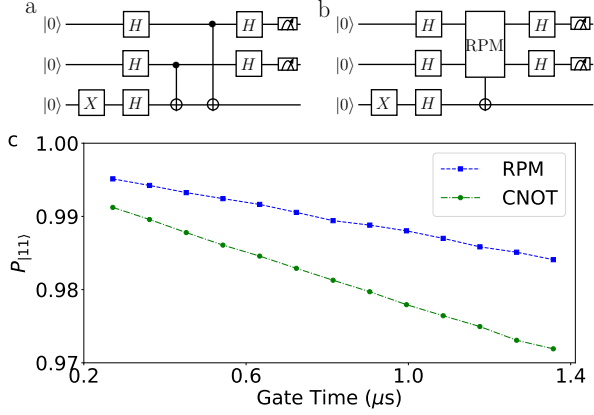 a
b
|0⟩ H H
|0⟩ H H
|0⟩ X H
|0⟩ H RPM H
|0⟩ H H
|0⟩ X H
c
1.00
0.99
0.98
0.97
P|11⟩
RPM
CNOT
0.2 0.6 1.0 1.4
Gate Time (μs)